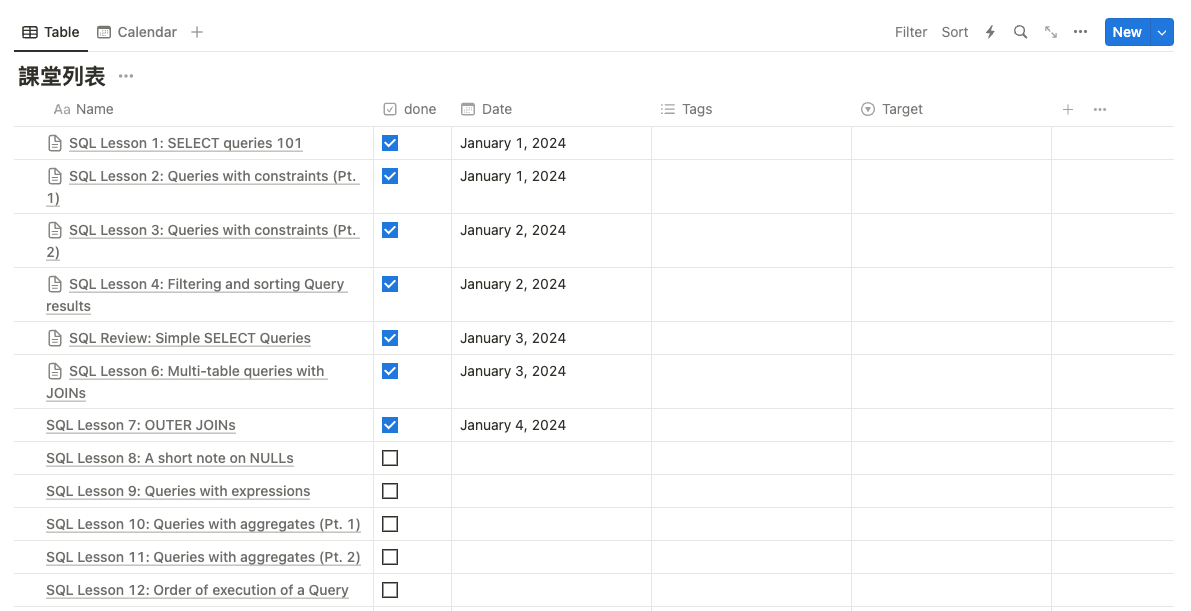 Table Calendar Filter Sort New
課堂列表
Aa Name done Date Tags Target
SQL Lesson 1: SELECT queries 101 January 1, 2024
SQL Lesson 2: Queries with constraints (Pt. January 1, 2024
1)
SQL Lesson 3: Queries with constraints (Pt. January 2, 2024
2)
SQL Lesson 4: Filtering and sorting Query January 2, 2024
results
SQL Review: Simple SELECT Queries January 3, 2024
SQL Lesson 6: Multi-table queries with January 3, 2024
JOINs
SQL Lesson 7: OUTER JOINs January 4, 2024
SQL Lesson 8: A short note on NULLs
SQL Lesson 9: Queries with expressions
SQL Lesson 10: Queries with aggregates (Pt. 1)
SQL Lesson 11: Queries with aggregates (Pt. 2)
SQL Lesson 12: Order of execution of a Query